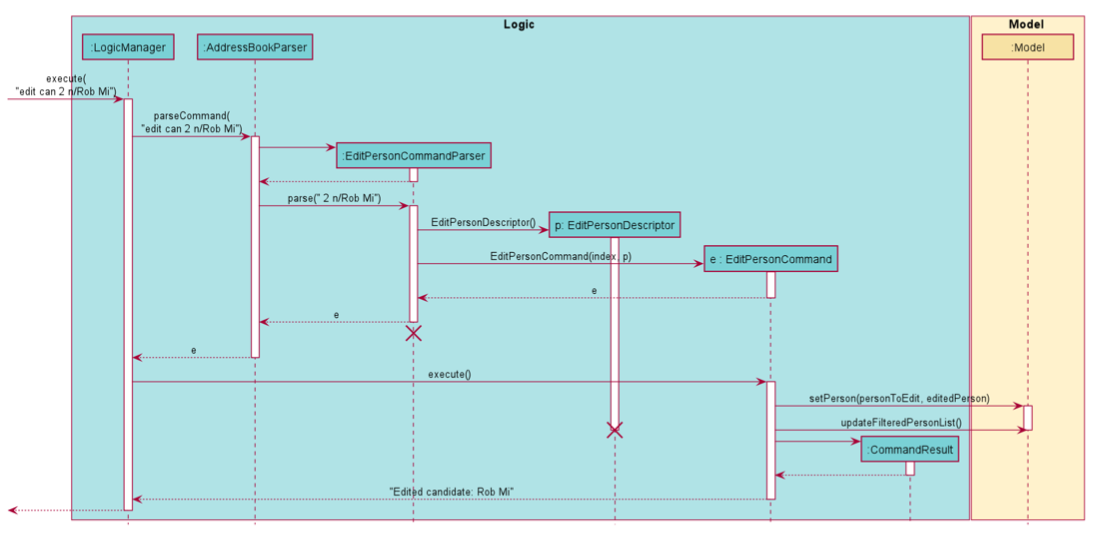 Logic
Model
:LogicManager
:AddressBookParser
:Model
execute(
"edit can 2 n/Rob Mi")
parseCommand(
"edit can 2 n/Rob Mi")
:EditPersonCommandParser
parse(" 2 n/Rob Mi")
EditPersonDescriptor()
p: EditPersonDescriptor
EditPersonCommand(index, p)
e : EditPersonCommand
e
e
e
execute()
setPerson(personToEdit, editedPerson)
updateFilteredPersonList()
:CommandResult
"Edited candidate: Rob Mi"